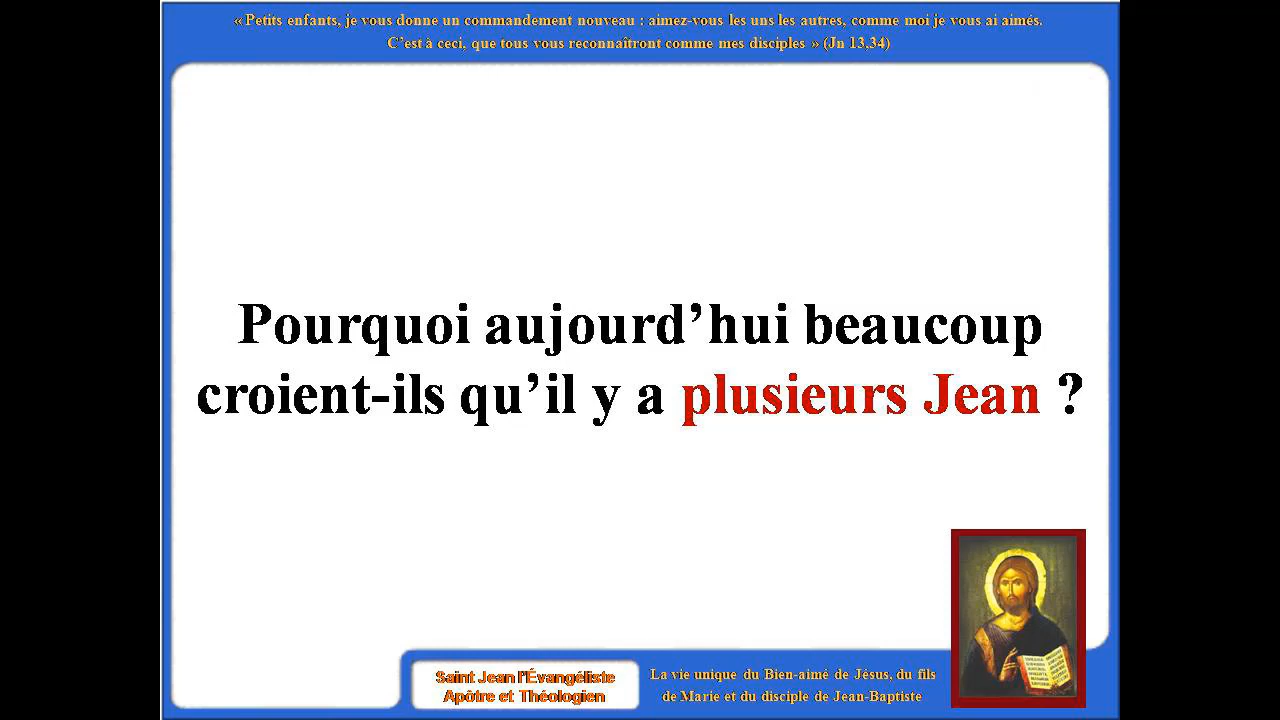 « Petits enfants, je vous donne un commandement nouveau : aimez-vous les uns les autres, comme moi je vous ai aimés.
C’est à ceci, que tous vous reconnaîtront comme mes disciples » (Jn 13,34)
Pourquoi aujourd’hui beaucoup
croient-ils qu’il y a plusieurs Jean ?
Saint Jean l'Évangéliste
Apôtre et Théologien
La vie unique du Bien-aimé de Jésus, du fils
de Marie et du disciple de Jean-Baptiste